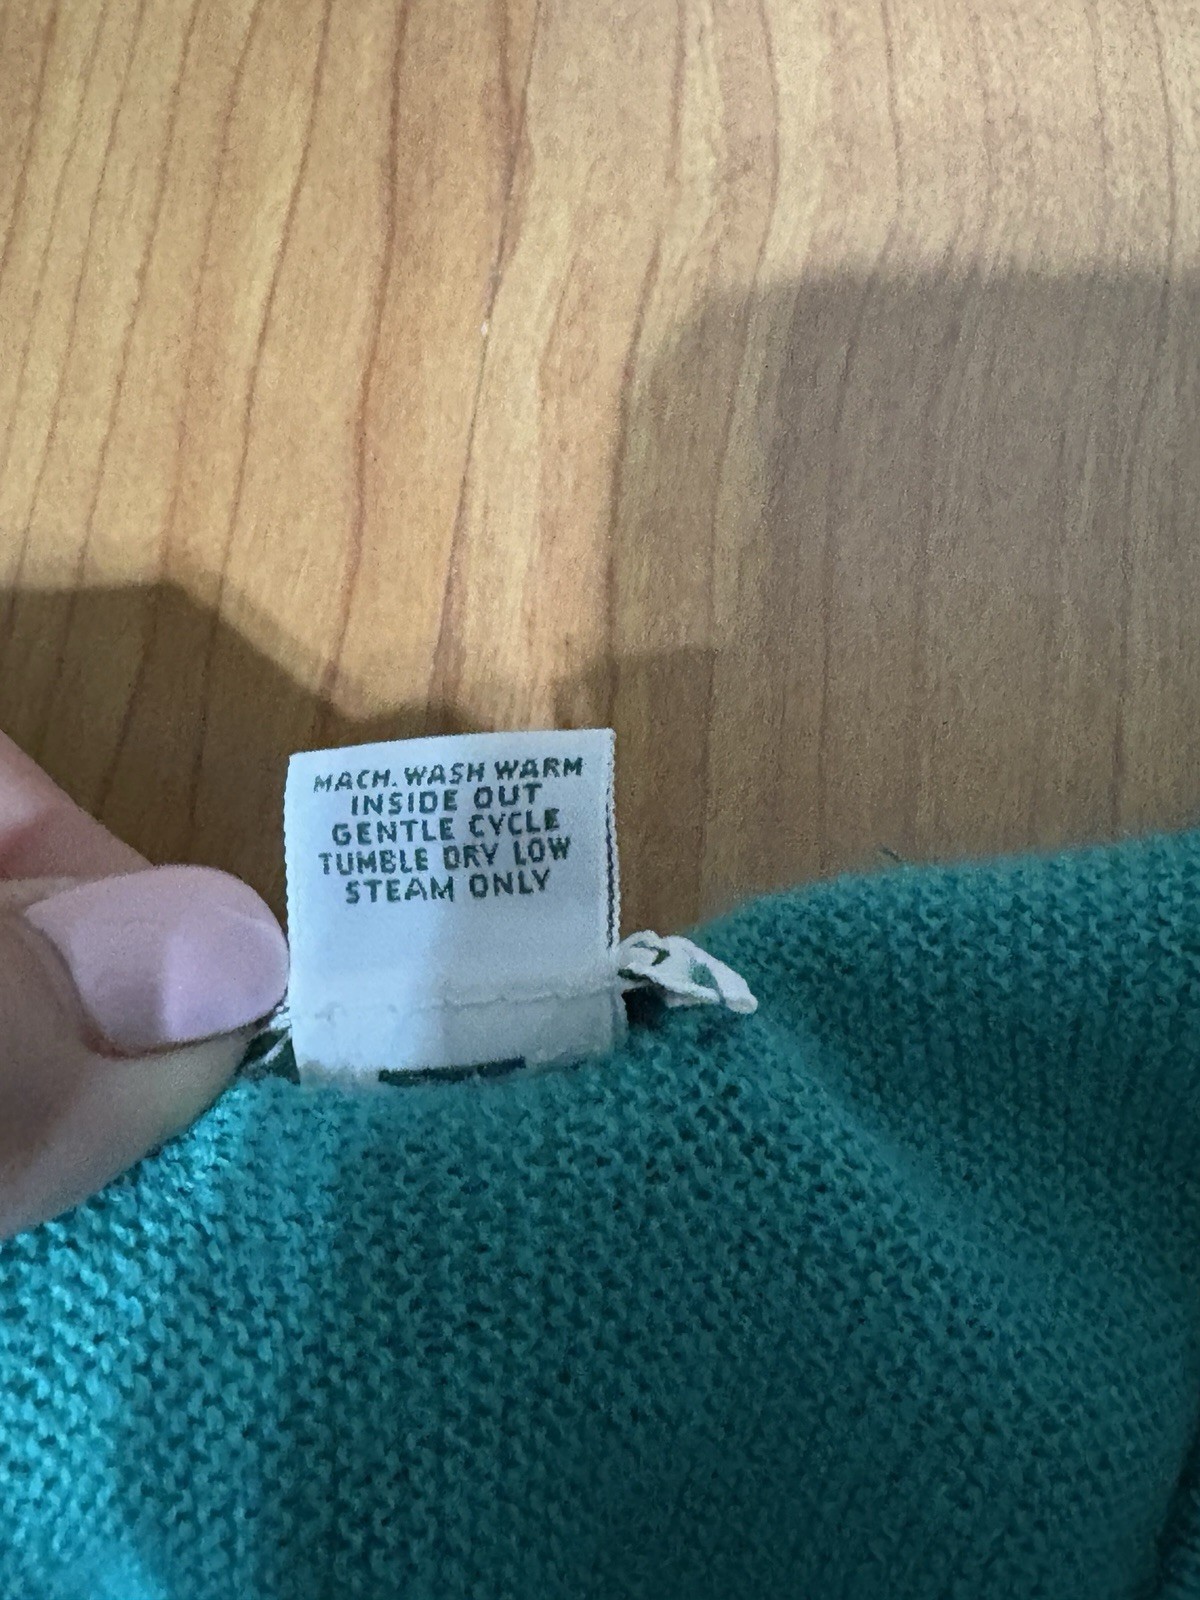 MACH. WASH WARM
INSIDE OUT
GENTLE CYCLE
TUMBLE DRY LOW
STEAM ONLY